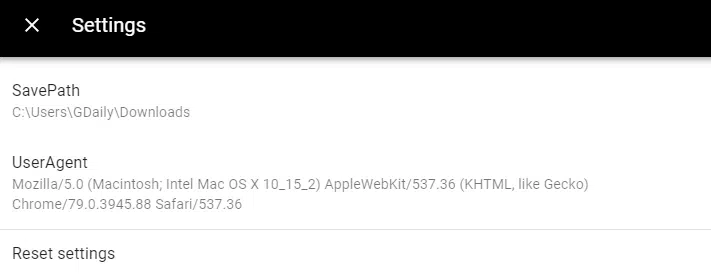 Settings
SavePath
C:\Users\GDaily\Downloads
UserAgent
Mozilla/5.0 (Macintosh; Intel Mac OS X 10_15_2) AppleWebKit/537.36 (KHTML, like Gecko)
Chrome/79.0.3945.88 Safari/537.36
Reset settings